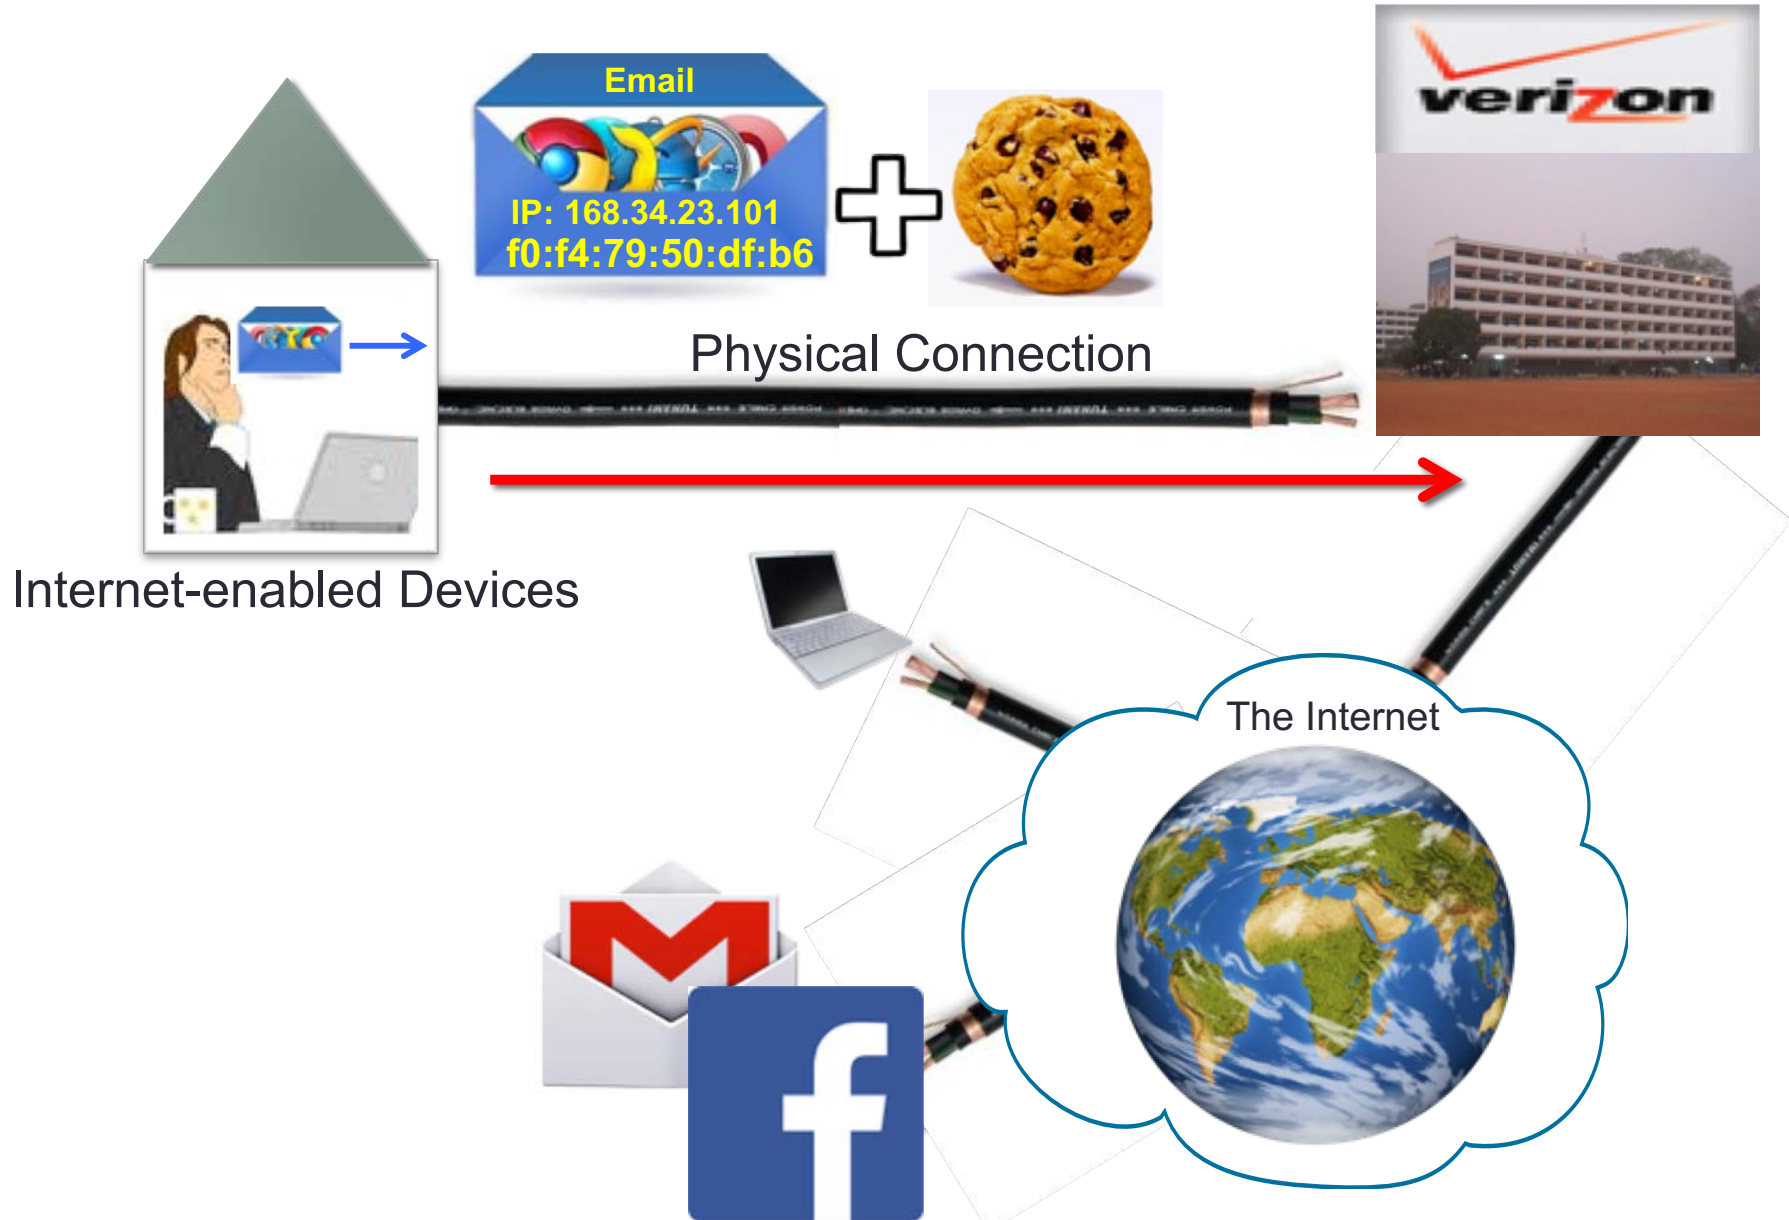 Email
IP: 168.34.23.101
f0:f4:79:50:df:b6
verizon
Physical Connection
Internet-enabled Devices
The Internet